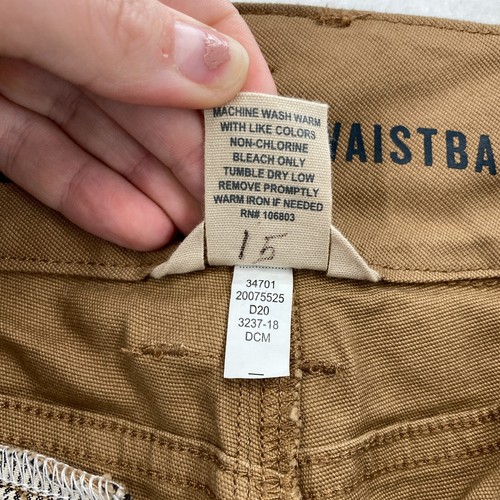 MACHINE WASH WARM
WITH LIKE COLORS
NON-CHLORINE
BLEACH ONLY
TUMBLE DRY LOW
REMOVE PROMPTLY
WARM IRON IF NEEDED
RN# 106803
15
WAISTBA
34701
20075525
D20
3237-18
DCM